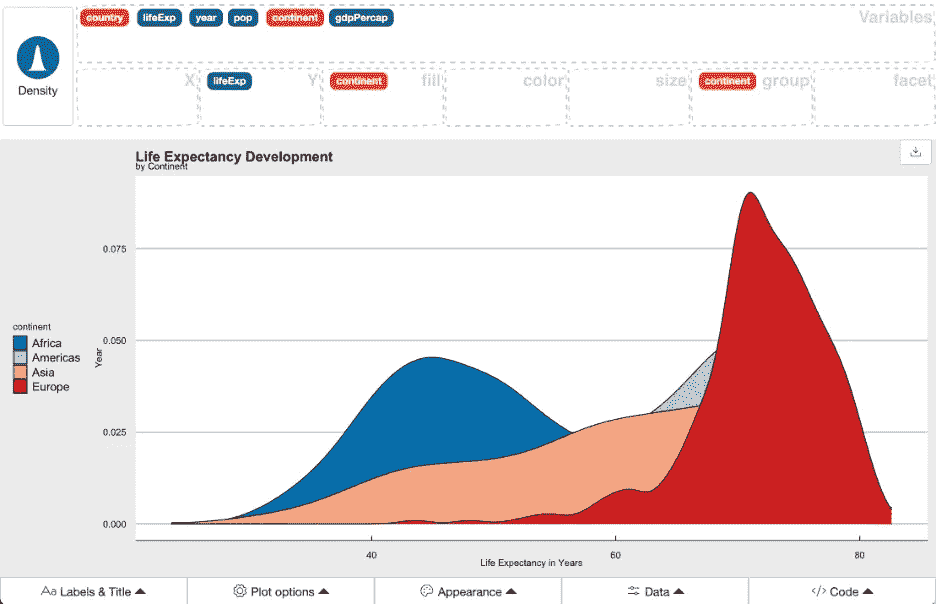 country lifeExp year pop continent gdpPercap Variables
Density
X lifeExp Y continent fill color size continent group facet
Life Expectancy Development
by Continent
0.075
0.050
0.025
0.000
Year
continent
Africa
Americas
Asia
Europe
40 60 80
Life Expectancy in Years
Aa Labels & Title Plot options Appearance Data </> Code